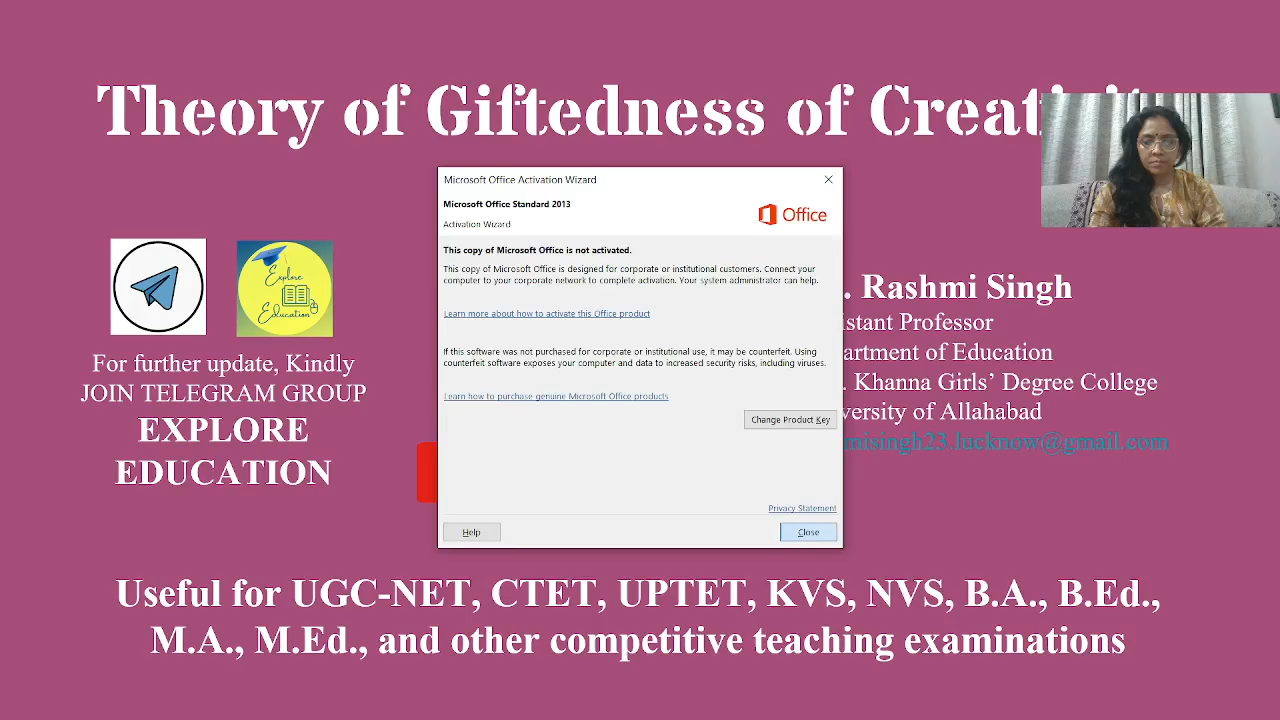 Theory of Giftedness of
Microsoft Office Activation Wizard
Microsoft Office Standard 2013
Office
Activation Wizard
This copy of Microsoft Office is not activated.
This copy of Microsoft Office is designed for corporate or institutional customers. Connect your
computer to your corporate network to complete activation. Your system administrator can help.
Learn more about how to activate this Office product
If this software was not purchased for corporate or institutional use, it may be counterfeit. Using
counterfeit software exposes your computer and data to increased security risks, including viruses.
Learn how to purchase genuine Microsoft Office products
Change Product Key
Privacy Statement
Help
Close
Explore
Education
For further update, Kindly
JOIN TELEGRAM GROUP
EXPLORE
EDUCATION
Rashmi Singh
Professor
of Education
Khanna Girls’ Degree College
of Allahabad
Useful for UGC-NET, CTET, UPTET, KVS, NVS, B.A., B.Ed.,
M.A., M.Ed., and other competitive teaching examinations